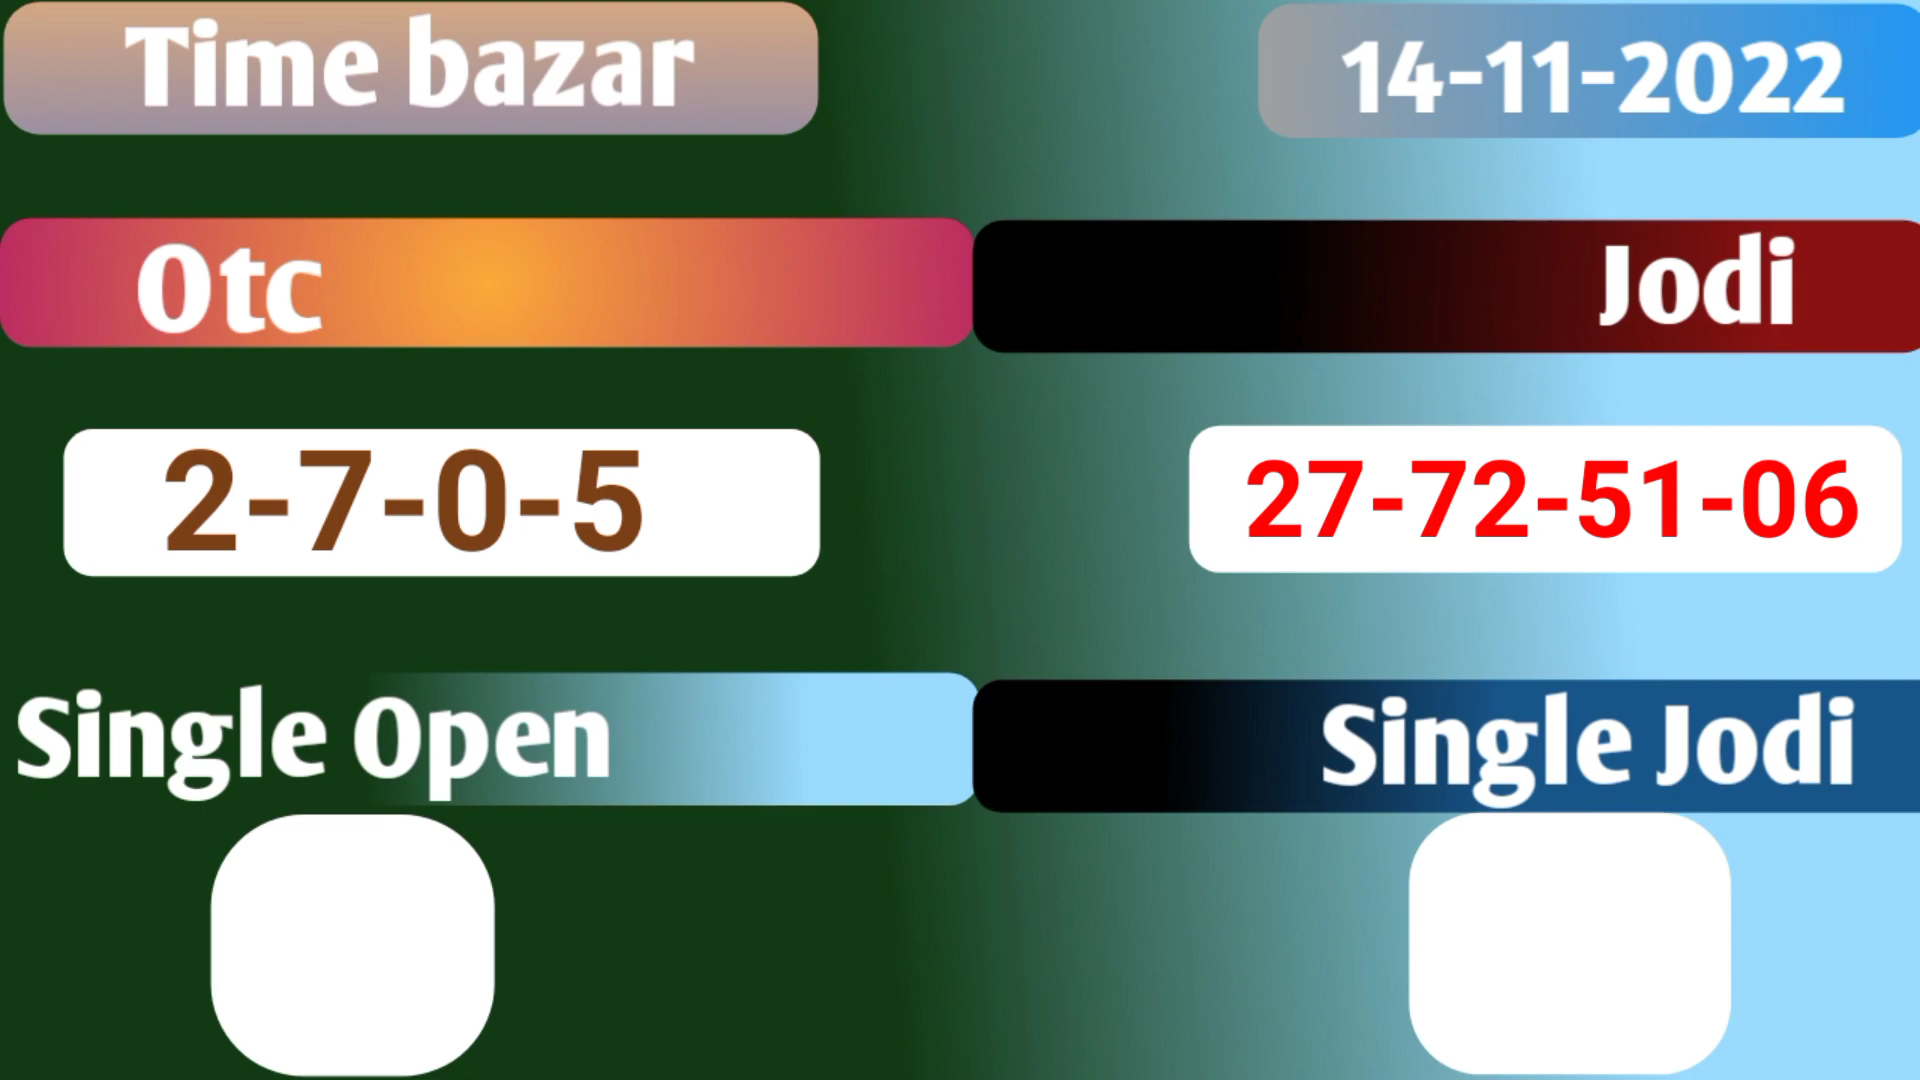 Time bazar
14-11-2022
Otc
Jodi
2-7-0-5
27-72-51-06
Single Open
Single Jodi